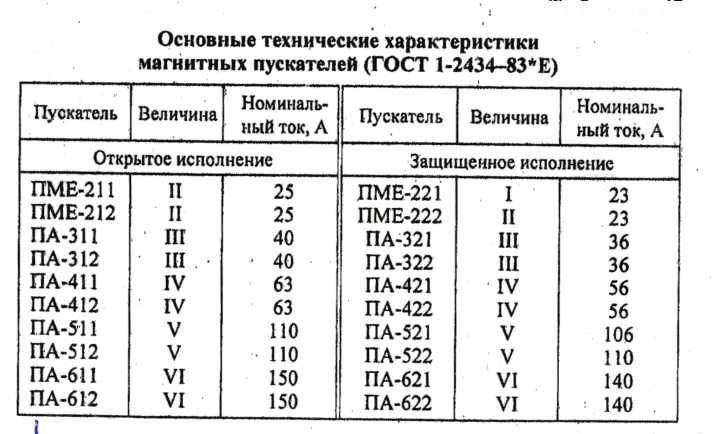 Основные технические характеристики
магнитных пускателей (ГОСТ 1-2434–83*Е)
Пускатель Величина Номиналь- Пускатель Величина Номиналь-
ный ток, А ный ток, А
Открытое исполнение Защищенное исполнение
ПМЕ-211 II 25 ПМЕ-221 I 23
ПМЕ-212 II 25 ПМЕ-222 II 23
ПА-311 III 40 ПА-321 III 36
ПА-312 III 40 ПА-322 III 36
ПА-411 IV 63 ПА-421 IV 56
ПА-412 IV 63 ПА-422 IV 56
ПА-511 V 110 ПА-521 V 106
ПА-512 V 110 ПА-522 V 110
ПА-611 VI 150 ПА-621 VI 140
ПА-612 VI 150 ПА-622 VI 140